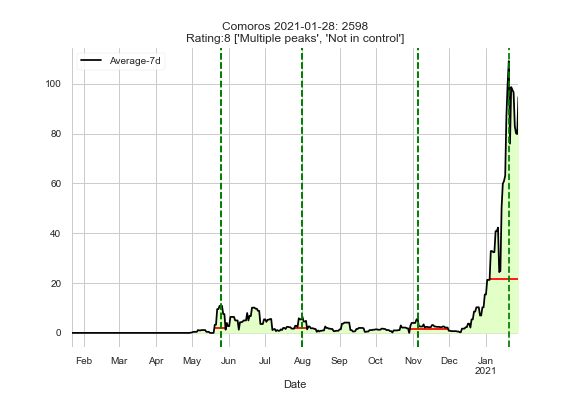 Comoros 2021-01-28: 2598
Rating:8 ['Multiple peaks', 'Not in control']
Average-7d
100
80
60
40
20
0
Feb Mar Apr May Jun Jul Aug Sep Oct Nov Dec Jan
2021
Date